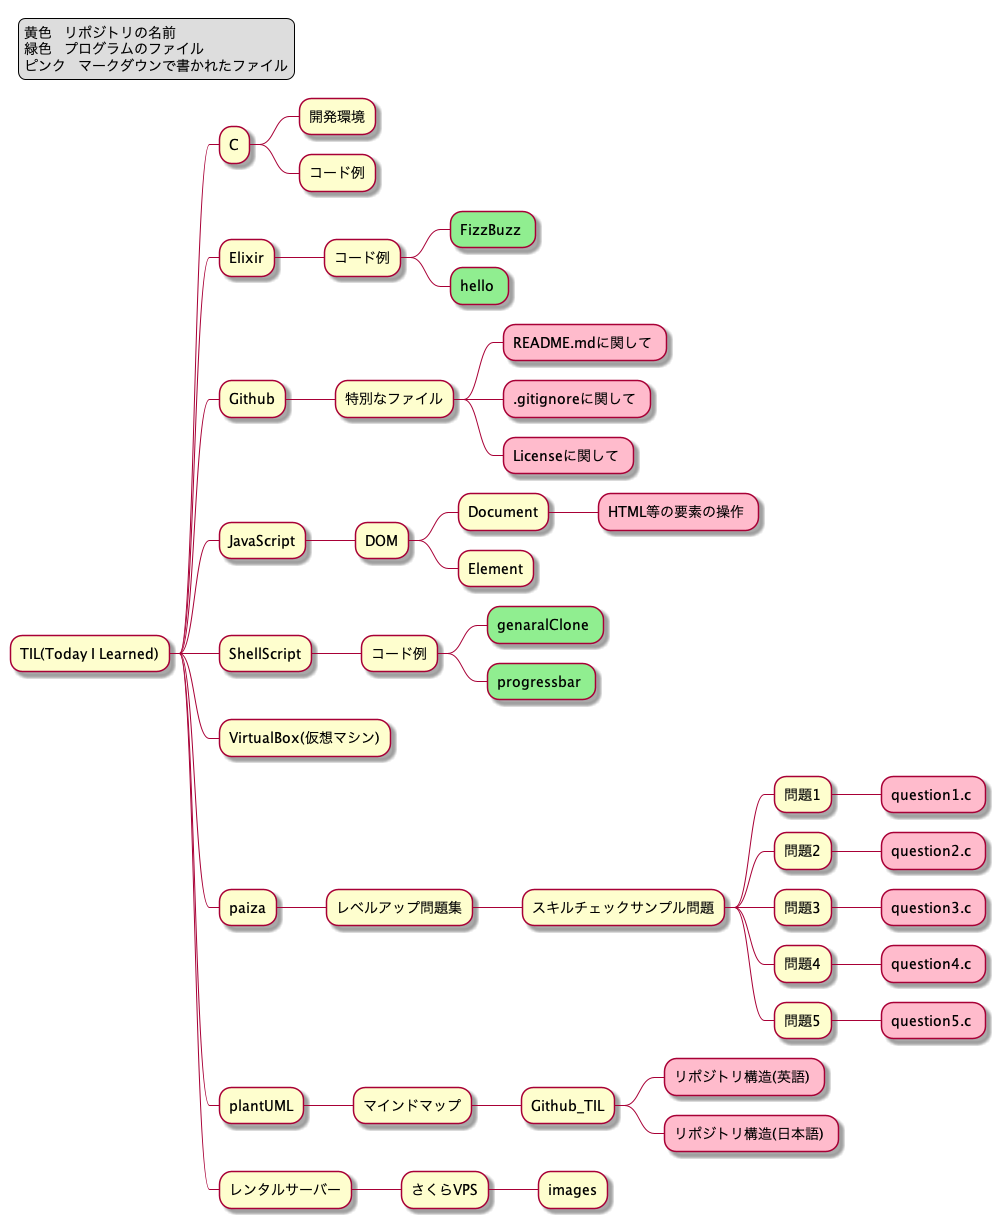 黄色　リポジトリの名前
緑色　プログラムのファイル
ピンク　マークダウンで書かれたファイル
TIL(Today I Learned)
C
開発環境
コード例
Elixir
コード例
FizzBuzz
hello
Github
特別なファイル
README.mdに関して
.gitignoreに関して
Licenseに関して
JavaScript
DOM
Document
HTML等の要素の操作
Element
ShellScript
コード例
genaralClone
progressbar
VirtualBox(仮想マシン)
paiza
レベルアップ問題集
スキルチェックサンプル問題
問題1
question1.c
問題2
question2.c
問題3
question3.c
問題4
question4.c
問題5
question5.c
plantUML
マインドマップ
Github_TIL
リポジトリ構造(英語)
リポジトリ構造(日本語)
レンタルサーバー
さくらVPS
images